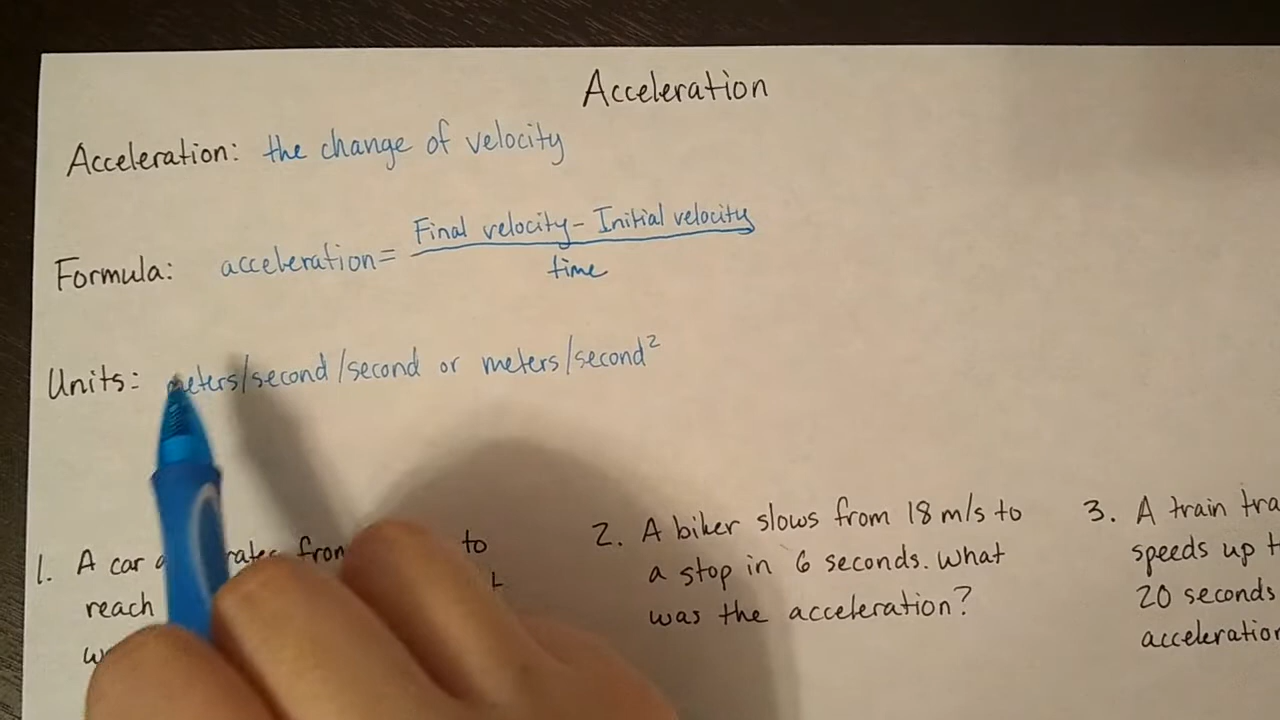 Acceleration
Acceleration: the change of velocity
Formula: acceleration = Final velocity - Initial velocity
time
Units: meters/second/second or meters/second²
1. A car to
reach
2. A biker slows from 18 m/s to
a stop in 6 seconds. What
was the acceleration?
3. A train
speeds up
20 seconds